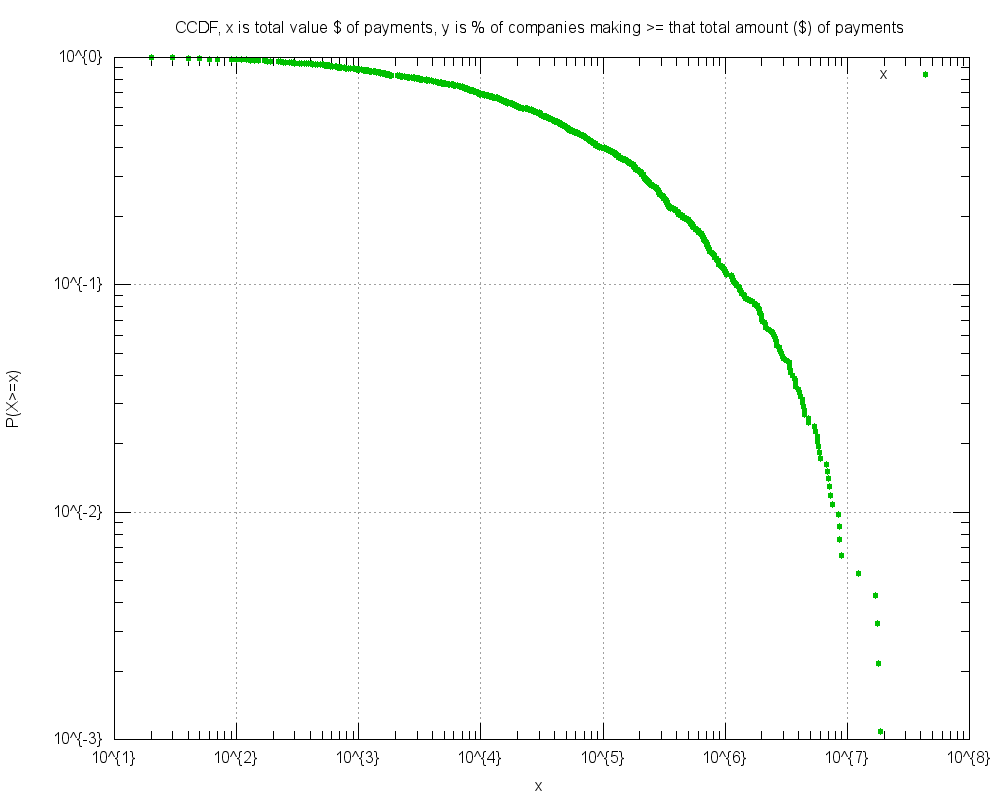 CCDF, x is total value $ of payments, y is % of companies making >= that total amount ($) of payments
10^{0}
x
10^{-1}
P(X>=x)
10^{-2}
10^{-3}
10^{1} 10^{2} 10^{3} 10^{4} 10^{5} 10^{6} 10^{7} 10^{8}
x